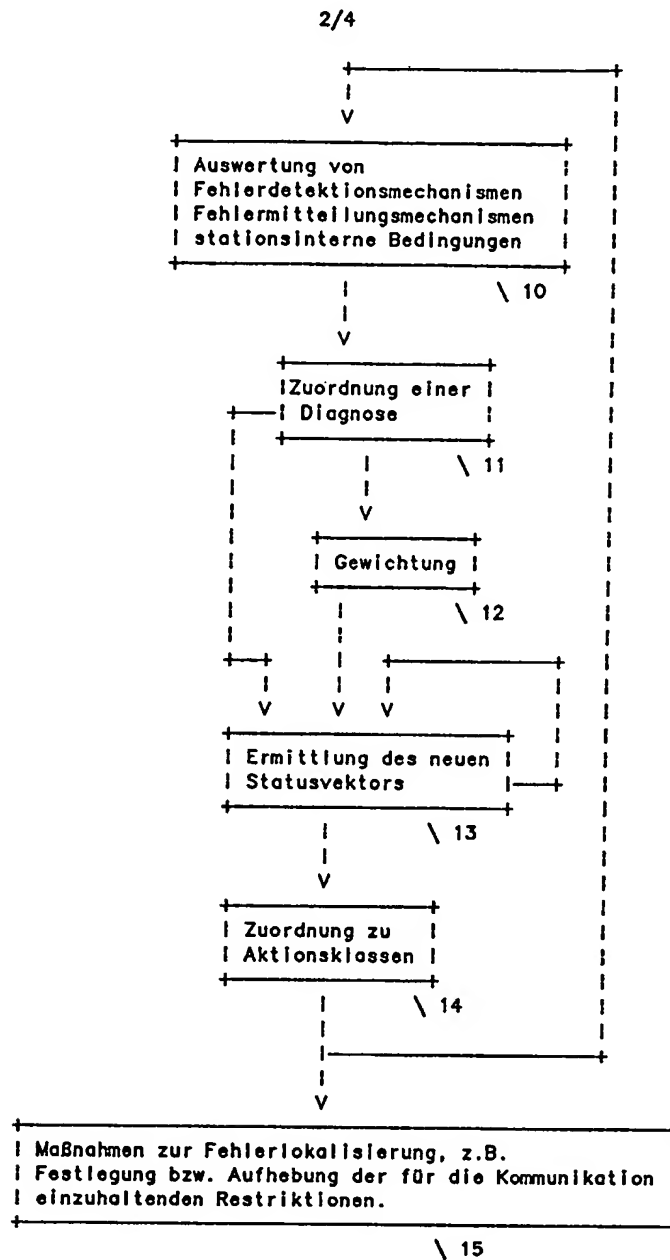 2/4
Auswertung von
Fehlerdetektionsmechanismen
Fehlermitteilungsmechanismen
stationsinterne Bedingungen
10
Zuordnung einer
Diagnose
11
Gewichtung
12
Ermittlung des neuen
Statusvektors
13
Zuordnung zu
Aktionsklassen
14
Maßnahmen zur Fehlerlokalisierung, z.B.
Festlegung bzw. Aufhebung der für die Kommunikation
einzuhaltenden Restriktionen.
15